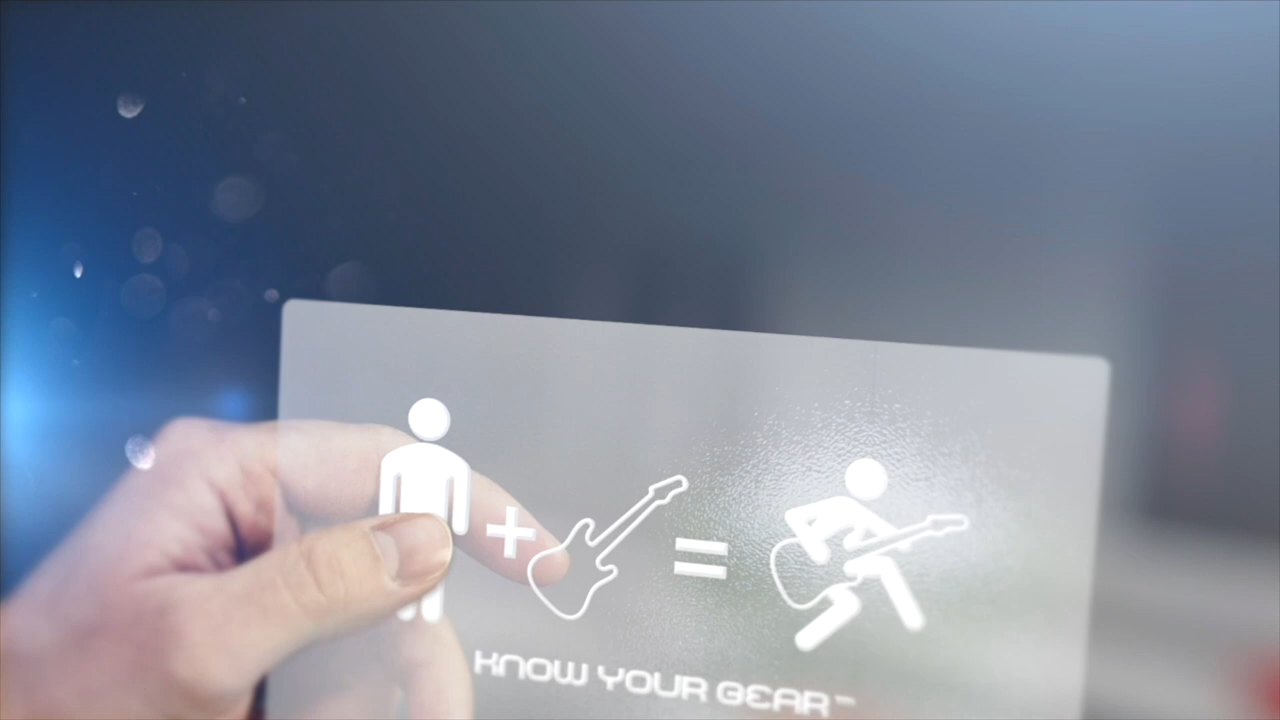 + =
KNOW YOUR GEAR™